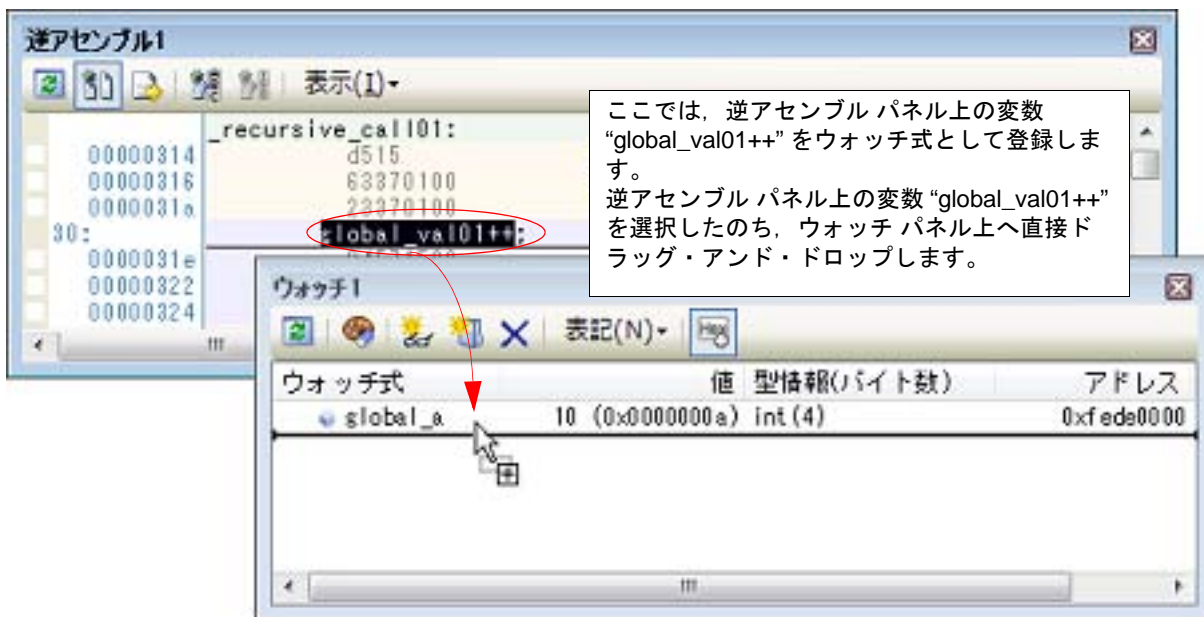 逆アセンブル1
表示(I)
_recursive_call01:
00000314 d515
00000316 63370100
0000031a 23370100
30: global_val01++;
0000031e
00000322
00000324
ここでは，逆アセンブル パネル上の変数
“global_val01++” をウォッチ式として登録しま
す。
逆アセンブル パネル上の変数 “global_val01++”
を選択したのち，ウォッチ パネル上へ直接ド
ラッグ・アンド・ドロップします。
ウォッチ1
表記(N) Hex
ウォッチ式 値 型情報(バイト数) アドレス
global_a 10 (0x0000000a) int(4) 0xfede0000